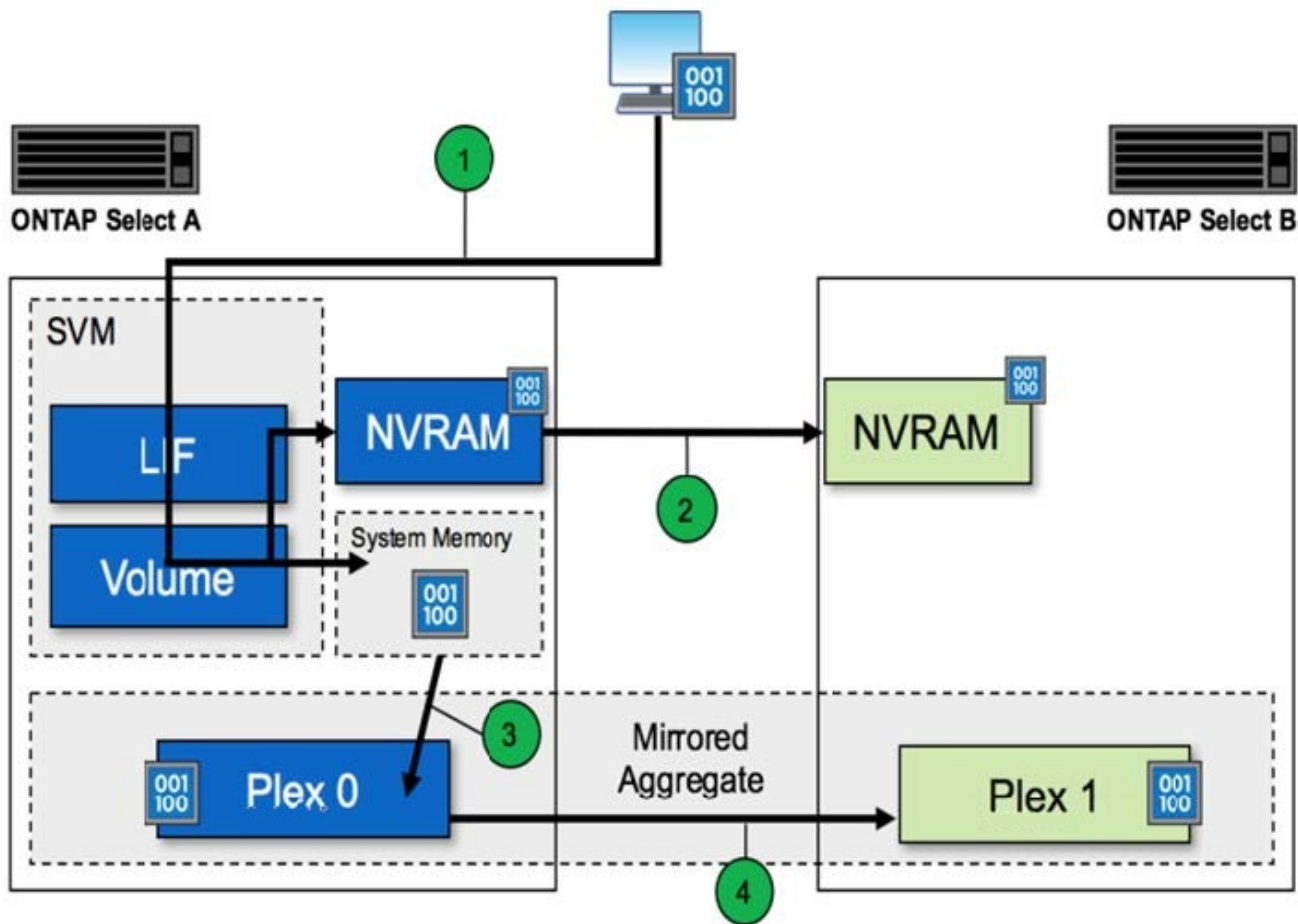 001
100
1
ONTAP Select A
ONTAP Select B
SVM
LIF
NVRAM
001
100
NVRAM
001
100
2
Volume
System Memory
001
100
3
Mirrored
Aggregate
001
100
Plex 0
Plex 1
001
100
4